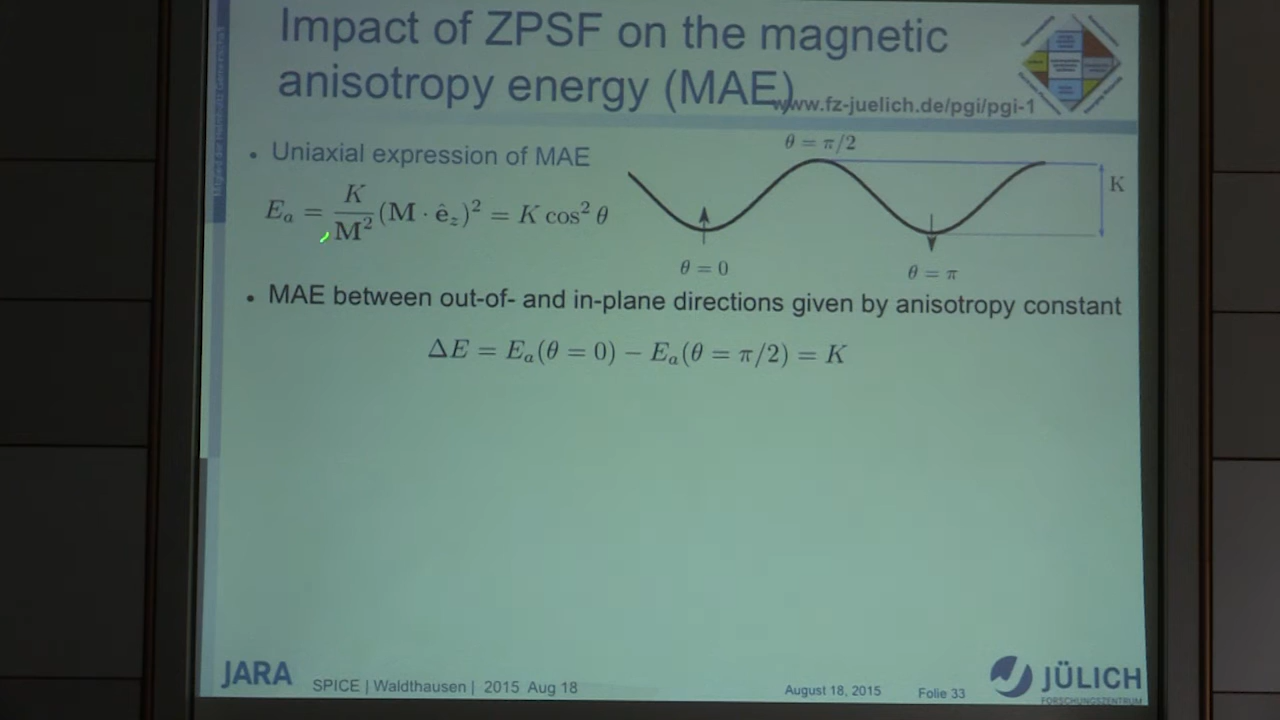 Impact of ZPSF on the magnetic
anisotropy energy (MAE)
www.fz-juelich.de/pgi/pgi-1
• Uniaxial expression of MAE
E_a = K/M² (M · ê_z)² = K cos² θ
θ = π/2
K
θ = 0
θ = π
• MAE between out-of- and in-plane directions given by anisotropy constant
ΔE = E_a(θ = 0) − E_a(θ = π/2) = K
JARA
SPICE | Waldthausen | 2015 Aug 18
August 18, 2015
Folie 33
JÜLICH
FORSCHUNGSZENTRUM